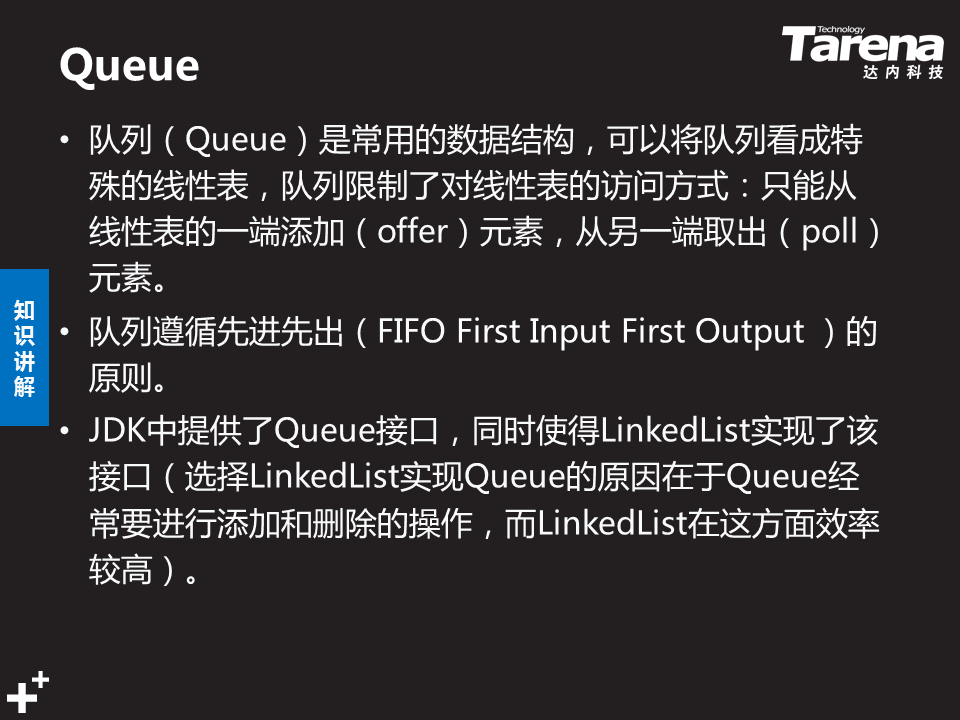 Queue
Technology
Tarena
达内科技
• 队列（Queue）是常用的数据结构，可以将队列看成特
殊的线性表，队列限制了对线性表的访问方式：只能从
线性表的一端添加（offer）元素，从另一端取出（poll）
元素。
• 队列遵循先进先出（FIFO First Input First Output ）的
原则。
• JDK中提供了Queue接口，同时使得LinkedList实现了该
接口（选择LinkedList实现Queue的原因在于Queue经
常要进行添加和删除的操作，而LinkedList在这方面效率
较高）。
知
识
讲
解